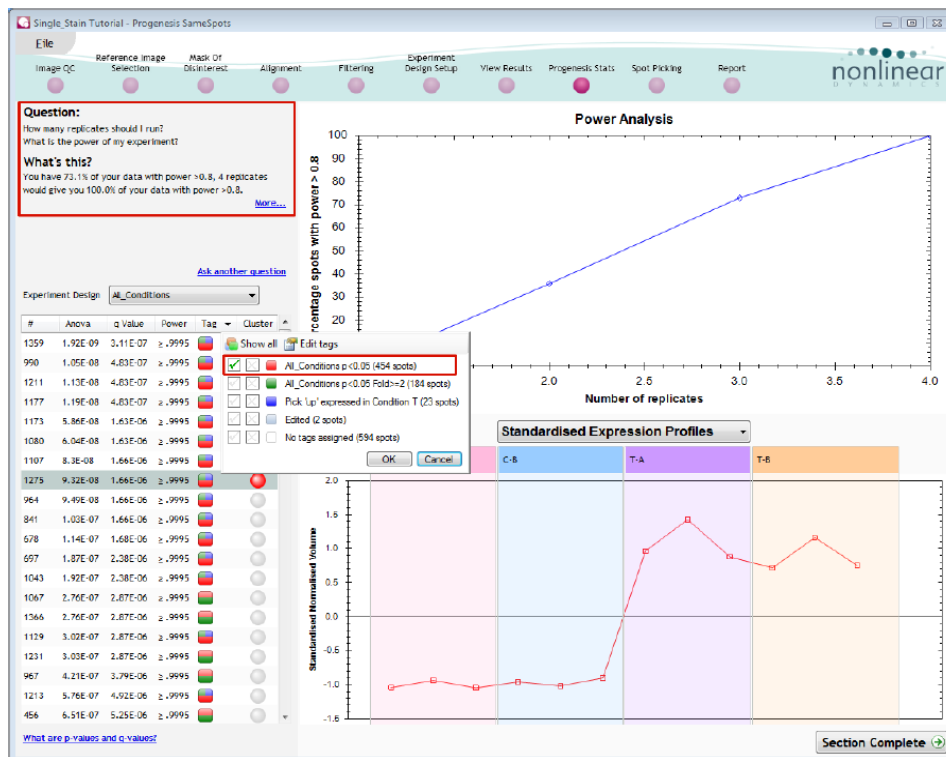 Single_Stain Tutorial - Progenesis SameSpots
File
Image QC
Reference Image Selection
Mask Of Disinterest
Alignment
Filtering
Experiment Design Setup
View Results
Progenesis Stats
Spot Picking
Report
nonlinear
DYNAMICS
Question:
How many replicates should I run?
What is the power of my experiment?
What's this?
You have 73.1% of your data with power >0.8, 4 replicates
would give you 100.0% of your data with power >0.8.
More...
Ask another question
Experiment Design All_Conditions
# Anova q Value Power Tag Cluster
1359 1.92E-09 3.11E-07 ≥ .9995
990 1.05E-08 4.83E-07 ≥ .9995
1211 1.13E-08 4.83E-07 ≥ .9995
1177 1.19E-08 4.83E-07 ≥ .9995
1173 5.86E-08 1.63E-06 ≥ .9995
1080 6.04E-08 1.63E-06 ≥ .9995
1107 8.3E-08 1.66E-06 ≥ .9995
1275 9.32E-08 1.66E-06 ≥ .9995
964 9.49E-08 1.66E-06 ≥ .9995
841 1.03E-07 1.66E-06 ≥ .9995
678 1.14E-07 1.68E-06 ≥ .9995
697 1.87E-07 2.38E-06 ≥ .9995
1043 1.92E-07 2.38E-06 ≥ .9995
1067 2.76E-07 2.87E-06 ≥ .9995
1366 2.76E-07 2.87E-06 ≥ .9995
1129 3.02E-07 2.87E-06 ≥ .9995
1231 3.03E-07 2.87E-06 ≥ .9995
967 4.21E-07 3.79E-06 ≥ .9995
1213 5.76E-07 4.92E-06 ≥ .9995
456 6.51E-07 5.25E-06 ≥ .9995
What are p-values and q-values?
Show all Edit tags
All_Conditions p<0.05 (454 spots)
All_Conditions p<0.05 Fold>=2 (184 spots)
Pick 'up' expressed in Condition T (23 spots)
Edited (2 spots)
No tags assigned (594 spots)
OK Cancel
Power Analysis
rcentage spots with power > 0.8
100
90
80
70
60
50
40
30
20
2.0 2.5 3.0 3.5 4.0
Number of replicates
Standardised Expression Profiles
C-B T-A T-B
Standardised Normalised Volume
2.0
1.5
1.0
0.5
0.0
-0.5
-1.0
-1.5
Section Complete